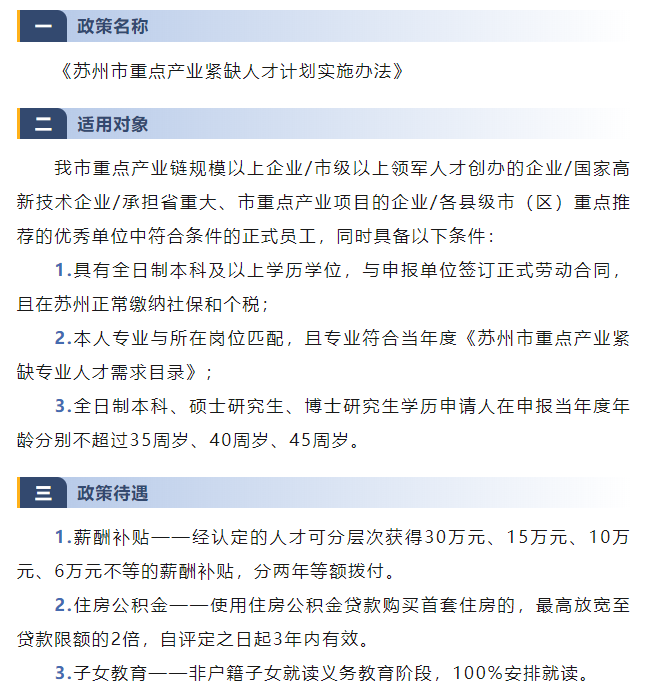 一 政策名称
《苏州市重点产业紧缺人才计划实施办法》
二 适用对象
我市重点产业链规模以上企业/市级以上领军人才创办的企业/国家高
新技术企业/承担省重大、市重点产业项目的企业/各县级市（区）重点推
荐的优秀单位中符合条件的正式员工，同时具备以下条件：
1.具有全日制本科及以上学历学位，与申报单位签订正式劳动合同，
且在苏州正常缴纳社保和个税；
2.本人专业与所在岗位匹配，且专业符合当年度《苏州市重点产业紧
缺专业人才需求目录》；
3.全日制本科、硕士研究生、博士研究生学历申请人在申报当年度年
龄分别不超过35周岁、40周岁、45周岁。
三 政策待遇
1.薪酬补贴——经认定的人才可分层次获得30万元、15万元、10万
元、6万元不等的薪酬补贴，分两年等额拨付。
2.住房公积金——使用住房公积金贷款购买首套住房的，最高放宽至
贷款限额的2倍，自评定之日起3年内有效。
3.子女教育——非户籍子女就读义务教育阶段，100%安排就读。